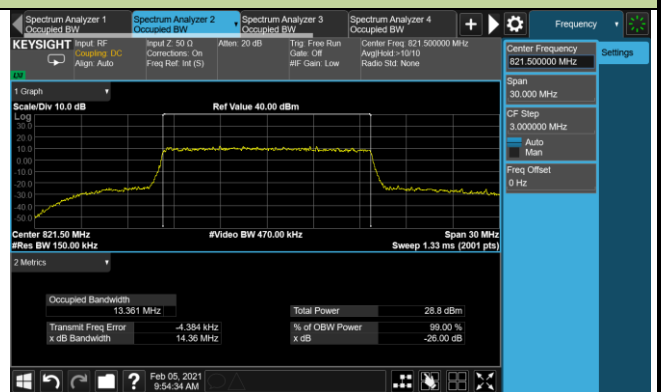 Spectrum Analyzer 1
Occupied BW
Spectrum Analyzer 2
Occupied BW
Spectrum Analyzer 3
Occupied BW
Spectrum Analyzer 4
Occupied BW
+
Frequency
KEYSIGHT
Input: RF
Coupling: DC
Align: Auto
Input Z: 50 Ω
Corrections: On
Freq Ref: Int (S)
Atten: 20 dB
Trig: Free Run
Gate: Off
#IF Gain: Low
Center Freq: 821.500000 MHz
Avg|Hold:>10/10
Radio Std: None
LXI
Center Frequency
821.500000 MHz
Settings
Span
30.000 MHz
CF Step
3.000000 MHz
Auto
Man
Freq Offset
0 Hz
1 Graph
Scale/Div 10.0 dB
Ref Value 40.00 dBm
Log
30.0
20.0
10.0
0.00
-10.0
-20.0
-30.0
-40.0
-50.0
Center 821.50 MHz
#Video BW 470.00 kHz
Span 30 MHz
#Res BW 150.00 kHz
Sweep 1.33 ms (2001 pts)
2 Metrics
Occupied Bandwidth
13.361 MHz
Total Power
28.8 dBm
Transmit Freq Error
-4.384 kHz
% of OBW Power
99.00 %
x dB Bandwidth
14.36 MHz
x dB
-26.00 dB
?
Feb 05, 2021
9:54:34 AM